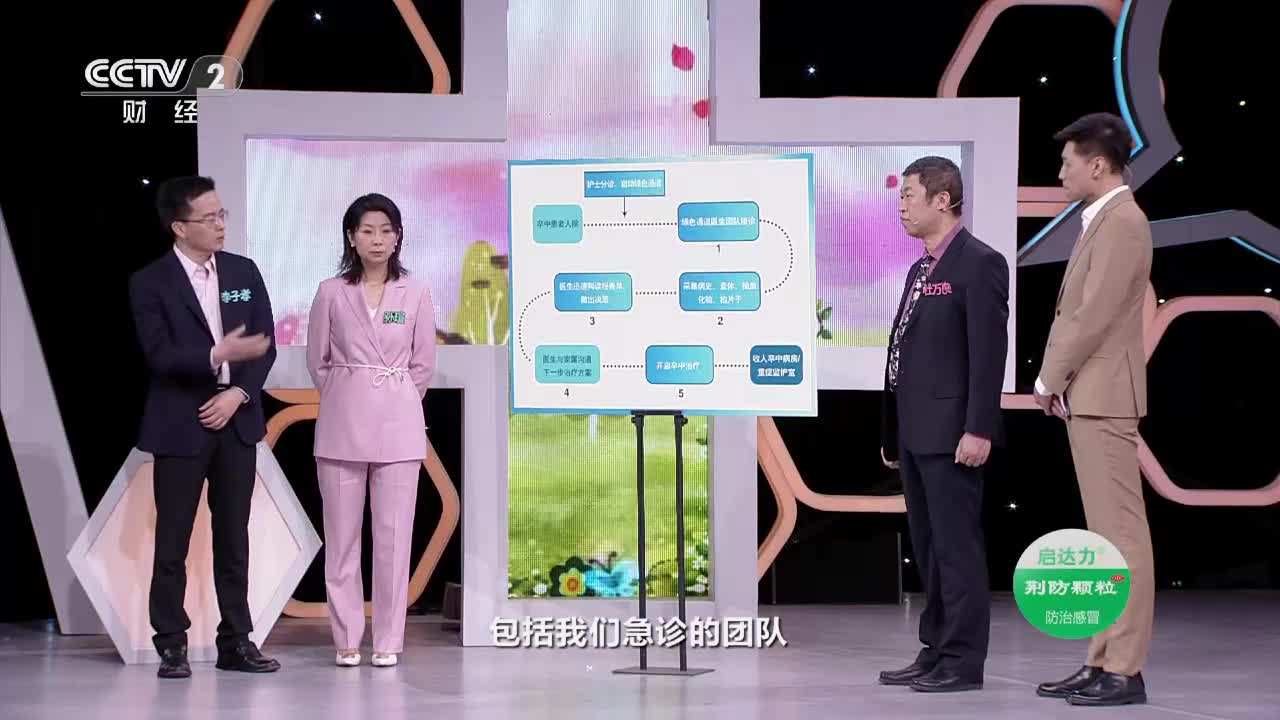 CCTV 2
财经
护士分诊、启动绿色通道
卒中患者入院
绿色通道医生团队接诊
1
医生迅速判读检查单,
做出决策
采集病史、查体、抽血
化验、拍片子
3
2
医生与家属沟通
下一步治疗方案
开启卒中治疗
收入卒中病房/
重症监护室
4
5
李子孝
孙瑄
杜万良
启达力®
荆防颗粒
防治感冒
包括我们急诊的团队